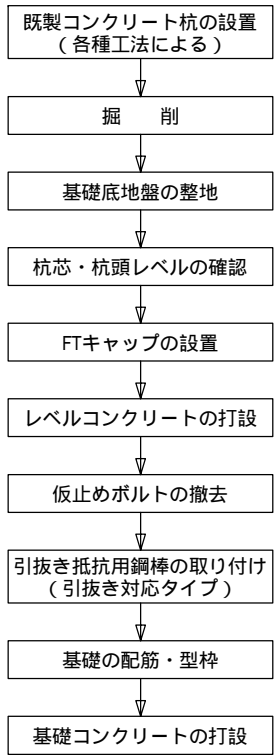 既製コンクリート杭の設置
（各種工法による）
掘　　削
基礎底地盤の整地
杭芯・杭頭レベルの確認
FTキャップの設置
レベルコンクリートの打設
仮止めボルトの撤去
引抜き抵抗用鋼棒の取り付け
（引抜き対応タイプ）
基礎の配筋・型枠
基礎コンクリートの打設